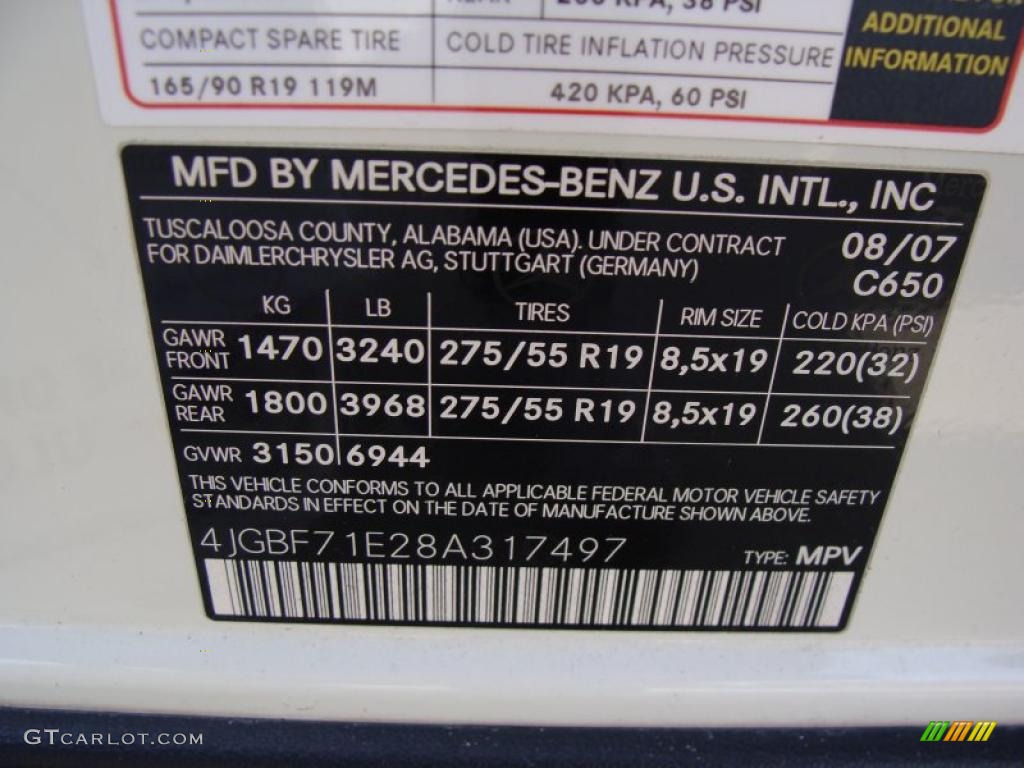 200 KPA, 38 PSI
ADDITIONAL
COMPACT SPARE TIRE COLD TIRE INFLATION PRESSURE INFORMATION
165/90 R19 119M 420 KPA, 60 PSI
MFD BY MERCEDES-BENZ U.S. INTL., INC
TUSCALOOSA COUNTY, ALABAMA (USA). UNDER CONTRACT 08/07
FOR DAIMLERCHRYSLER AG, STUTTGART (GERMANY) C650
KG LB TIRES RIM SIZE COLD KPA (PSI)
GAWR FRONT 1470 3240 275/55 R19 8,5x19 220(32)
GAWR REAR 1800 3968 275/55 R19 8,5x19 260(38)
GVWR 3150 6944
THIS VEHICLE CONFORMS TO ALL APPLICABLE FEDERAL MOTOR VEHICLE SAFETY
STANDARDS IN EFFECT ON THE DATE OF MANUFACTURE SHOWN ABOVE.
4JGBF71E28A317497 TYPE: MPV
GTCARLOT.COM